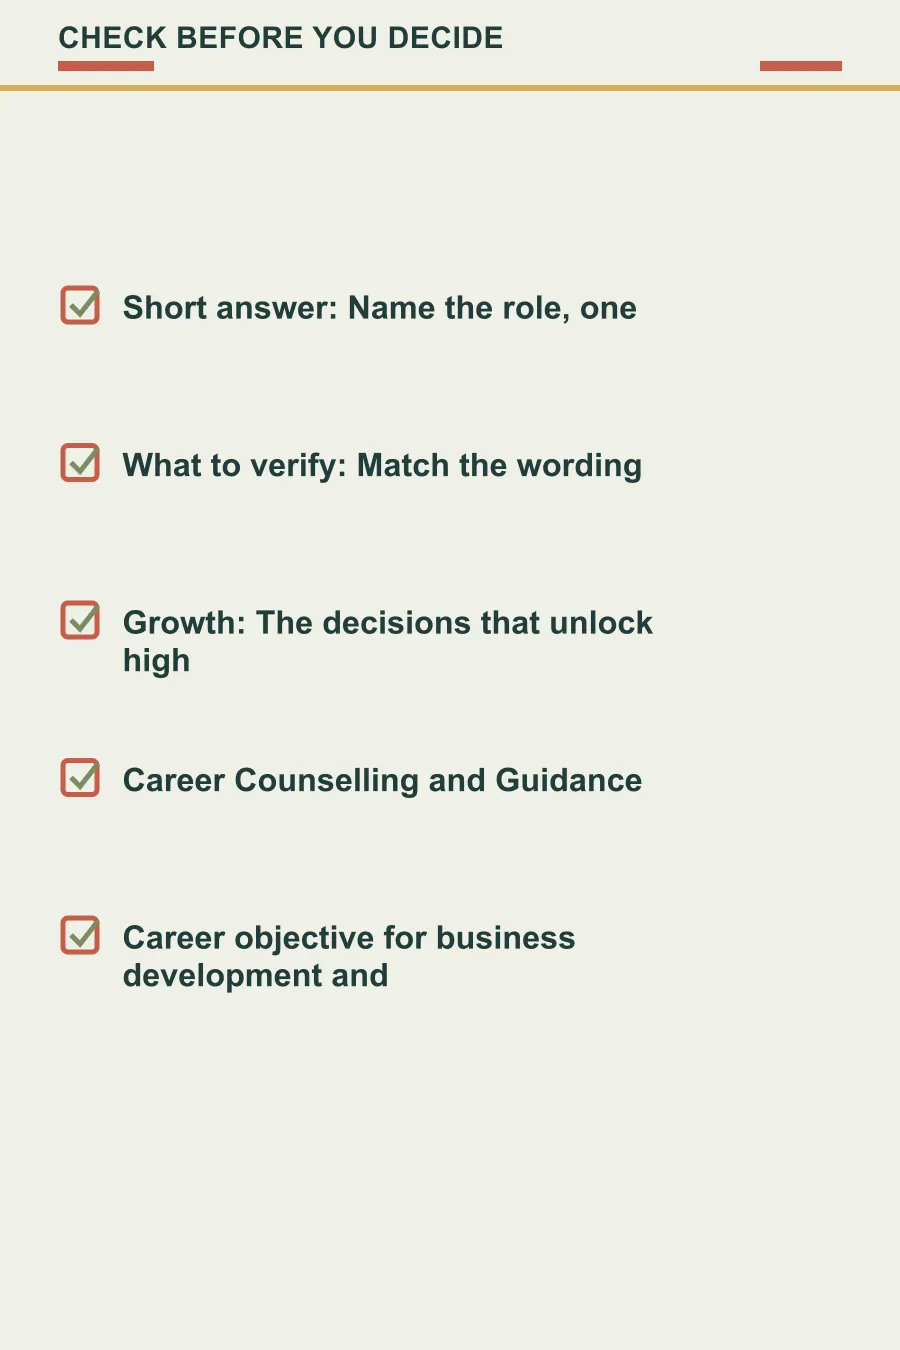 CHECK BEFORE YOU DECIDE
Short answer: Name the role, one
What to verify: Match the wording
Growth: The decisions that unlock
high
Career Counselling and Guidance
Career objective for business
development and